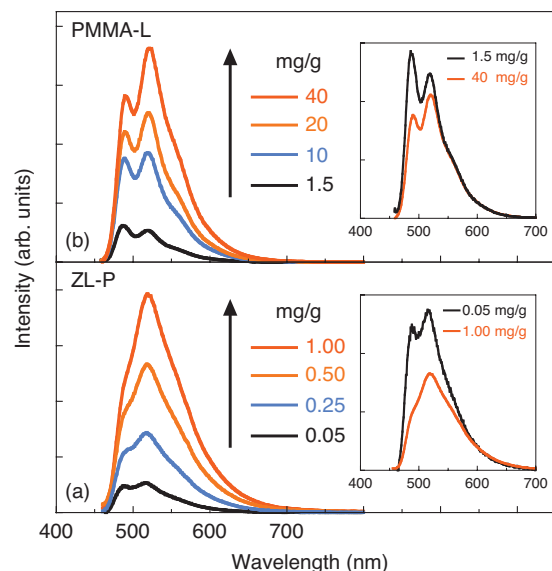 PMMA-L
mg/g
40
20
10
1.5
(b)
1.5 mg/g
40 mg/g
400 500 600 700
ZL-P
mg/g
1.00
0.50
0.25
0.05
(a)
0.05 mg/g
1.00 mg/g
400 500 600 700
400 500 600 700
Wavelength (nm)
Intensity (arb. units)